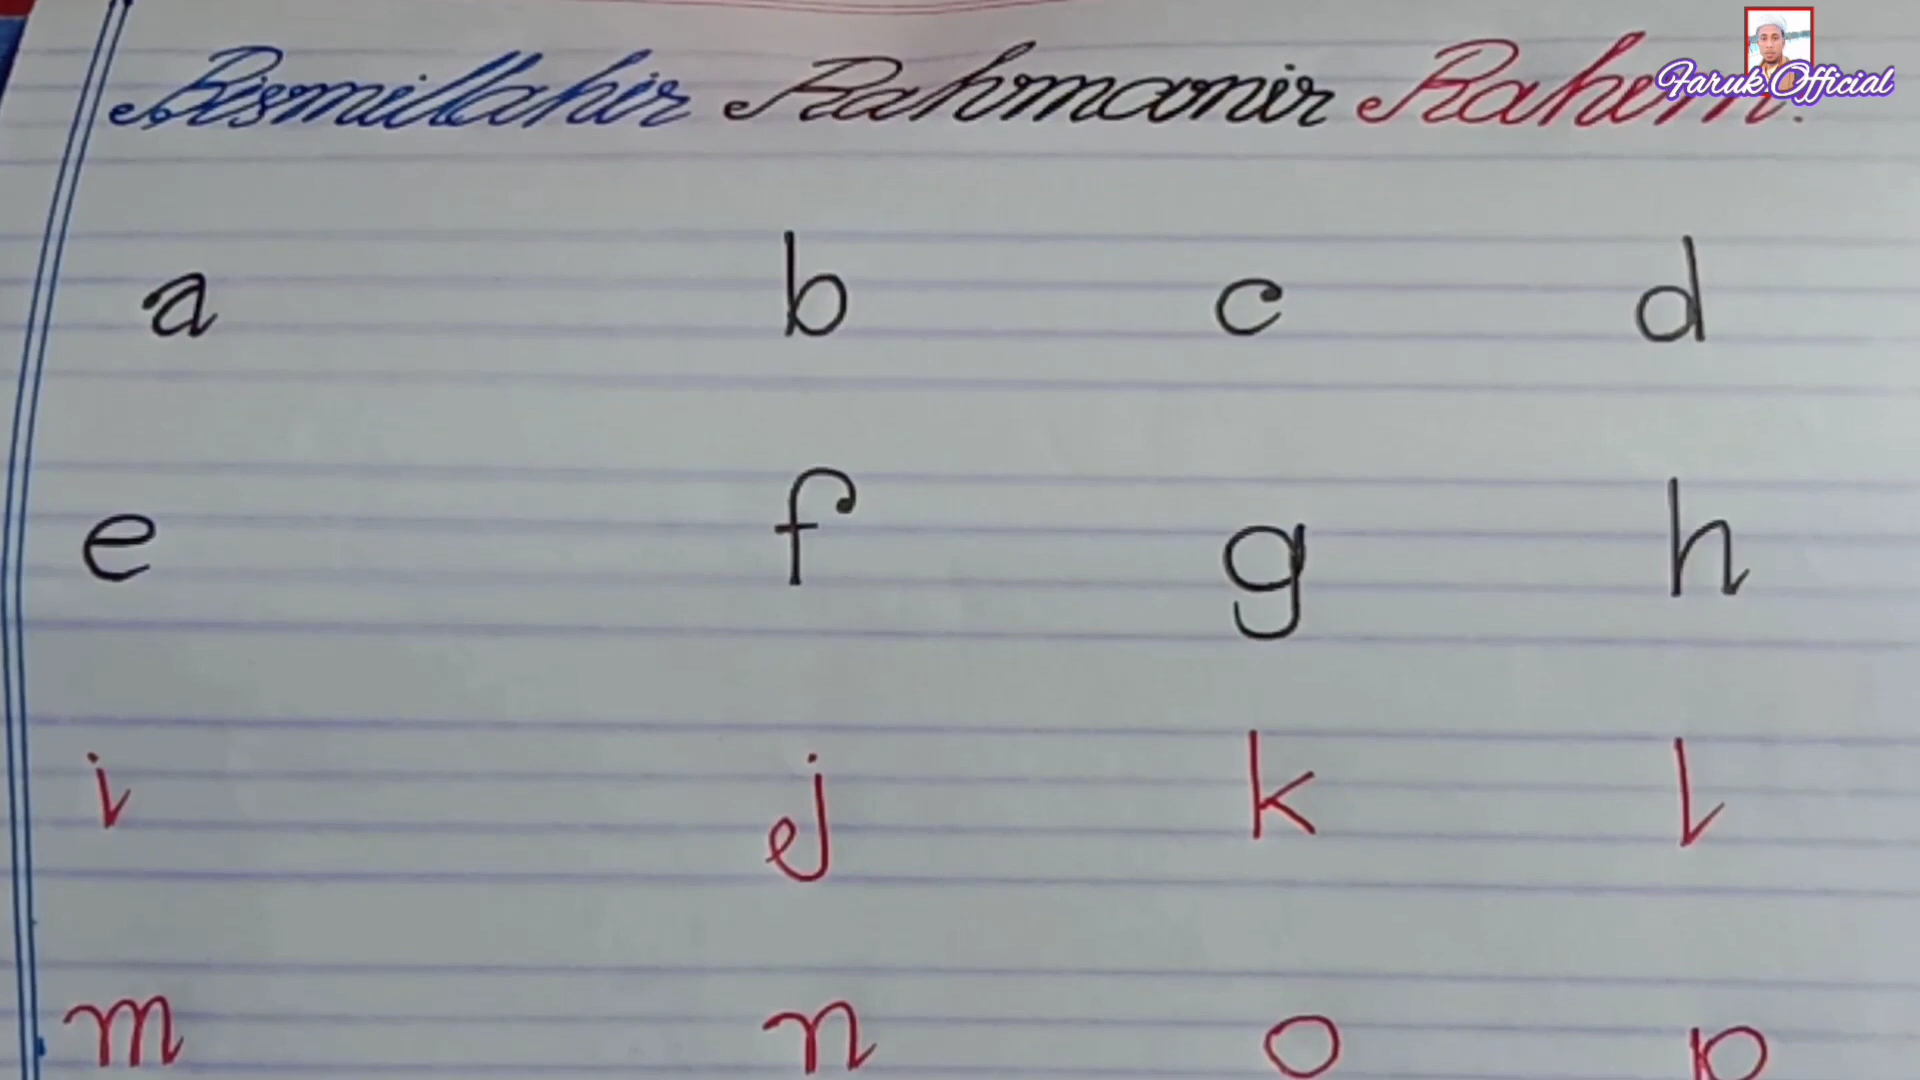 Bismillahir Rahmanir Rahim.
Faruk Official
a b c d
e f g h
i j k l
m n o p